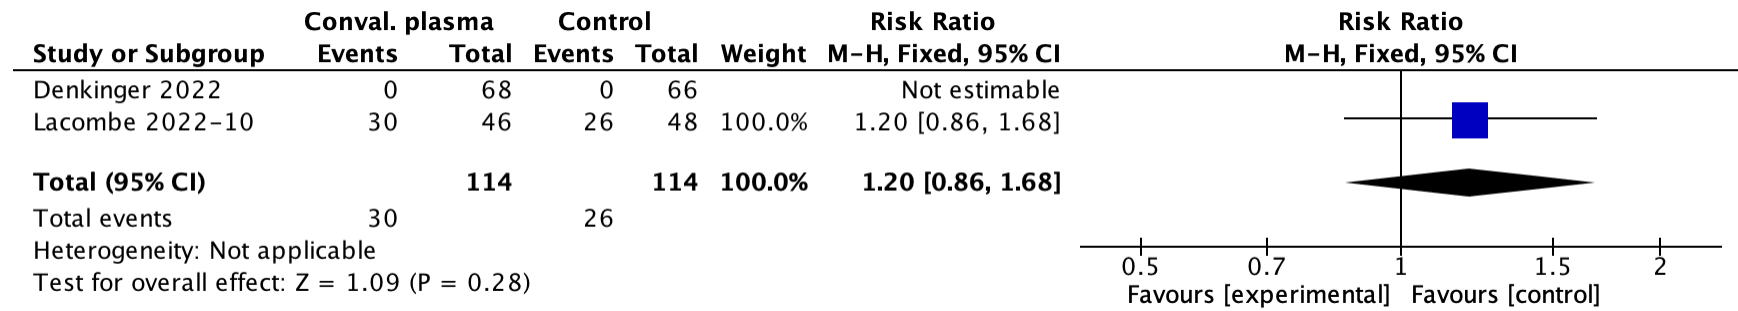 Conval. plasma Control Risk Ratio Risk Ratio
Study or Subgroup Events Total Events Total Weight M-H, Fixed, 95% CI M-H, Fixed, 95% CI
Denkinger 2022 0 68 0 66 Not estimable
Lacombe 2022-10 30 46 26 48 100.0% 1.20 [0.86, 1.68]
Total (95% CI) 114 114 100.0% 1.20 [0.86, 1.68]
Total events 30 26
Heterogeneity: Not applicable
Test for overall effect: Z = 1.09 (P = 0.28)
0.5 0.7 1 1.5 2
Favours [experimental] Favours [control]